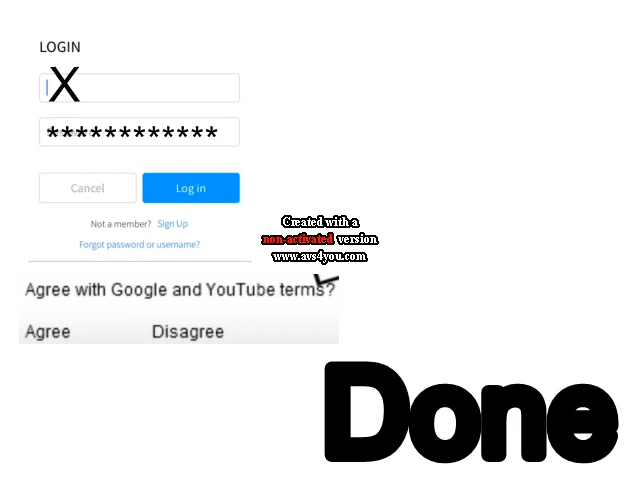 LOGIN
X
************
Cancel
Log in
Not a member? Sign Up
Forgot password or username?
Created with a
non-activated version
www.avs4you.com
Agree with Google and YouTube terms?
Agree
Disagree
Done